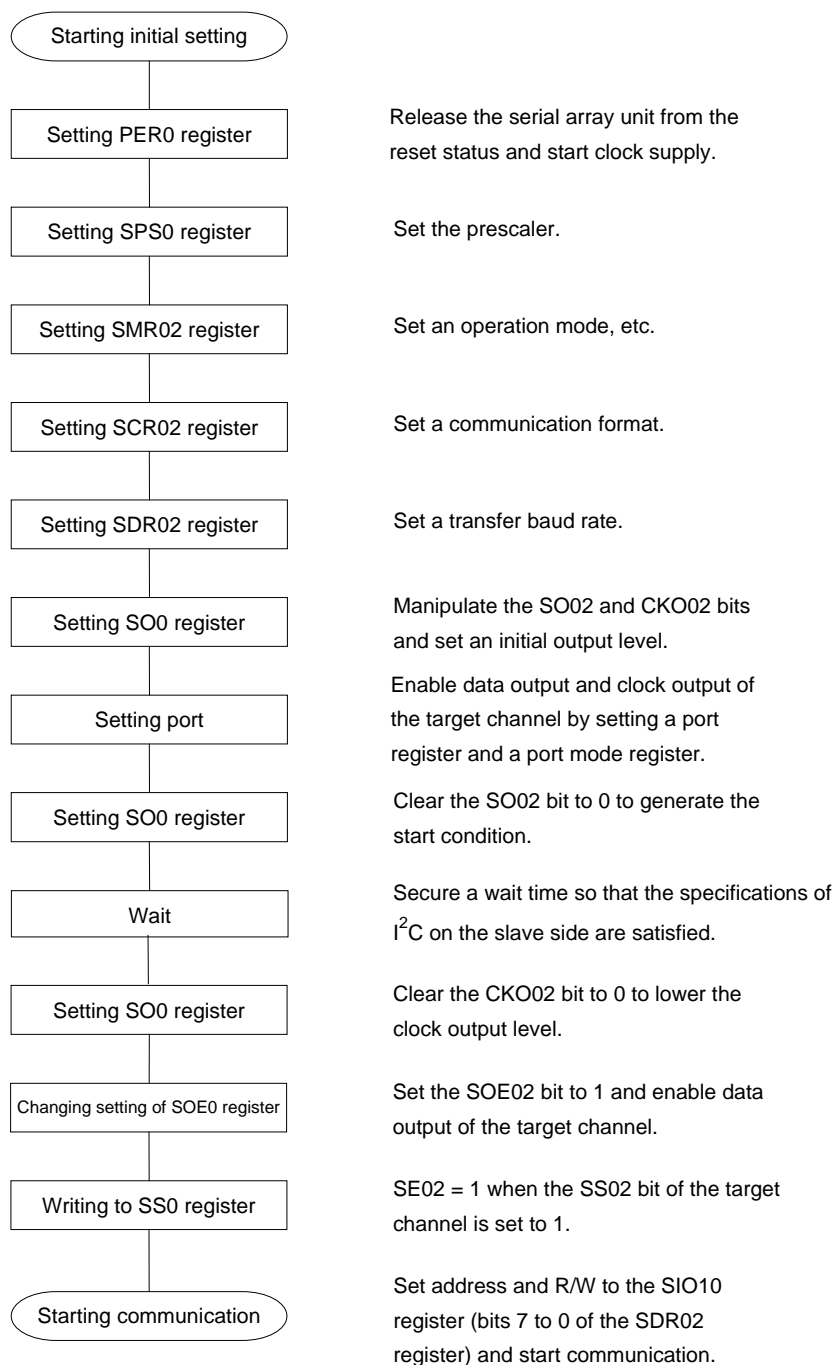 Starting initial setting
Setting PER0 register
Release the serial array unit from the
reset status and start clock supply.
Setting SPS0 register
Set the prescaler.
Setting SMR02 register
Set an operation mode, etc.
Setting SCR02 register
Set a communication format.
Setting SDR02 register
Set a transfer baud rate.
Setting SO0 register
Manipulate the SO02 and CKO02 bits
and set an initial output level.
Setting port
Enable data output and clock output of
the target channel by setting a port
register and a port mode register.
Setting SO0 register
Clear the SO02 bit to 0 to generate the
start condition.
Wait
Secure a wait time so that the specifications of
I²C on the slave side are satisfied.
Setting SO0 register
Clear the CKO02 bit to 0 to lower the
clock output level.
Changing setting of SOE0 register
Set the SOE02 bit to 1 and enable data
output of the target channel.
Writing to SS0 register
SE02 = 1 when the SS02 bit of the target
channel is set to 1.
Starting communication
Set address and R/W to the SIO10
register (bits 7 to 0 of the SDR02
register) and start communication.